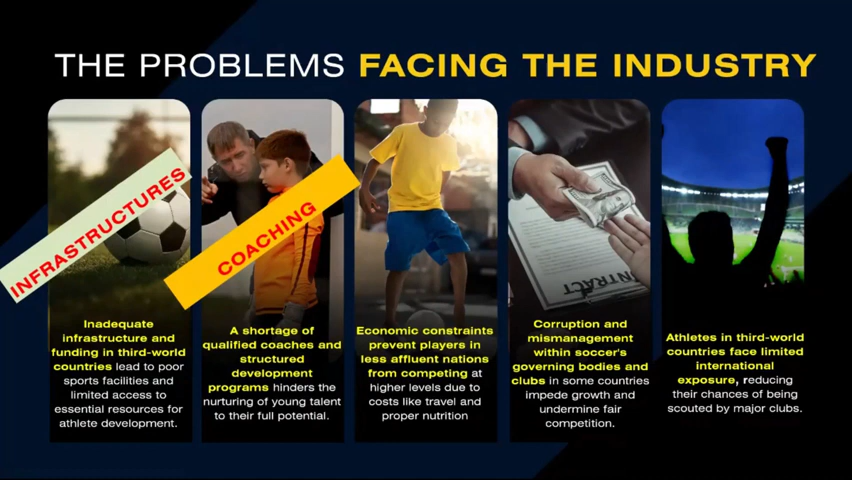 THE PROBLEMS FACING THE INDUSTRY
INFRASTRUCTURES
Inadequate
infrastructure and
funding in third-world
countries lead to poor
sports facilities and
limited access to
essential resources for
athlete development.
COACHING
A shortage of
qualified coaches and
structured
development
programs hinders the
nurturing of young talent
to their full potential.
Economic constraints
prevent players in
less affluent nations
from competing at
higher levels due to
costs like travel and
proper nutrition
CONTRACT
Corruption and
mismanagement
within soccer's
governing bodies and
clubs in some countries
impede growth and
undermine fair
competition.
Athletes in third-world
countries face limited
international
exposure, reducing
their chances of being
scouted by major clubs.